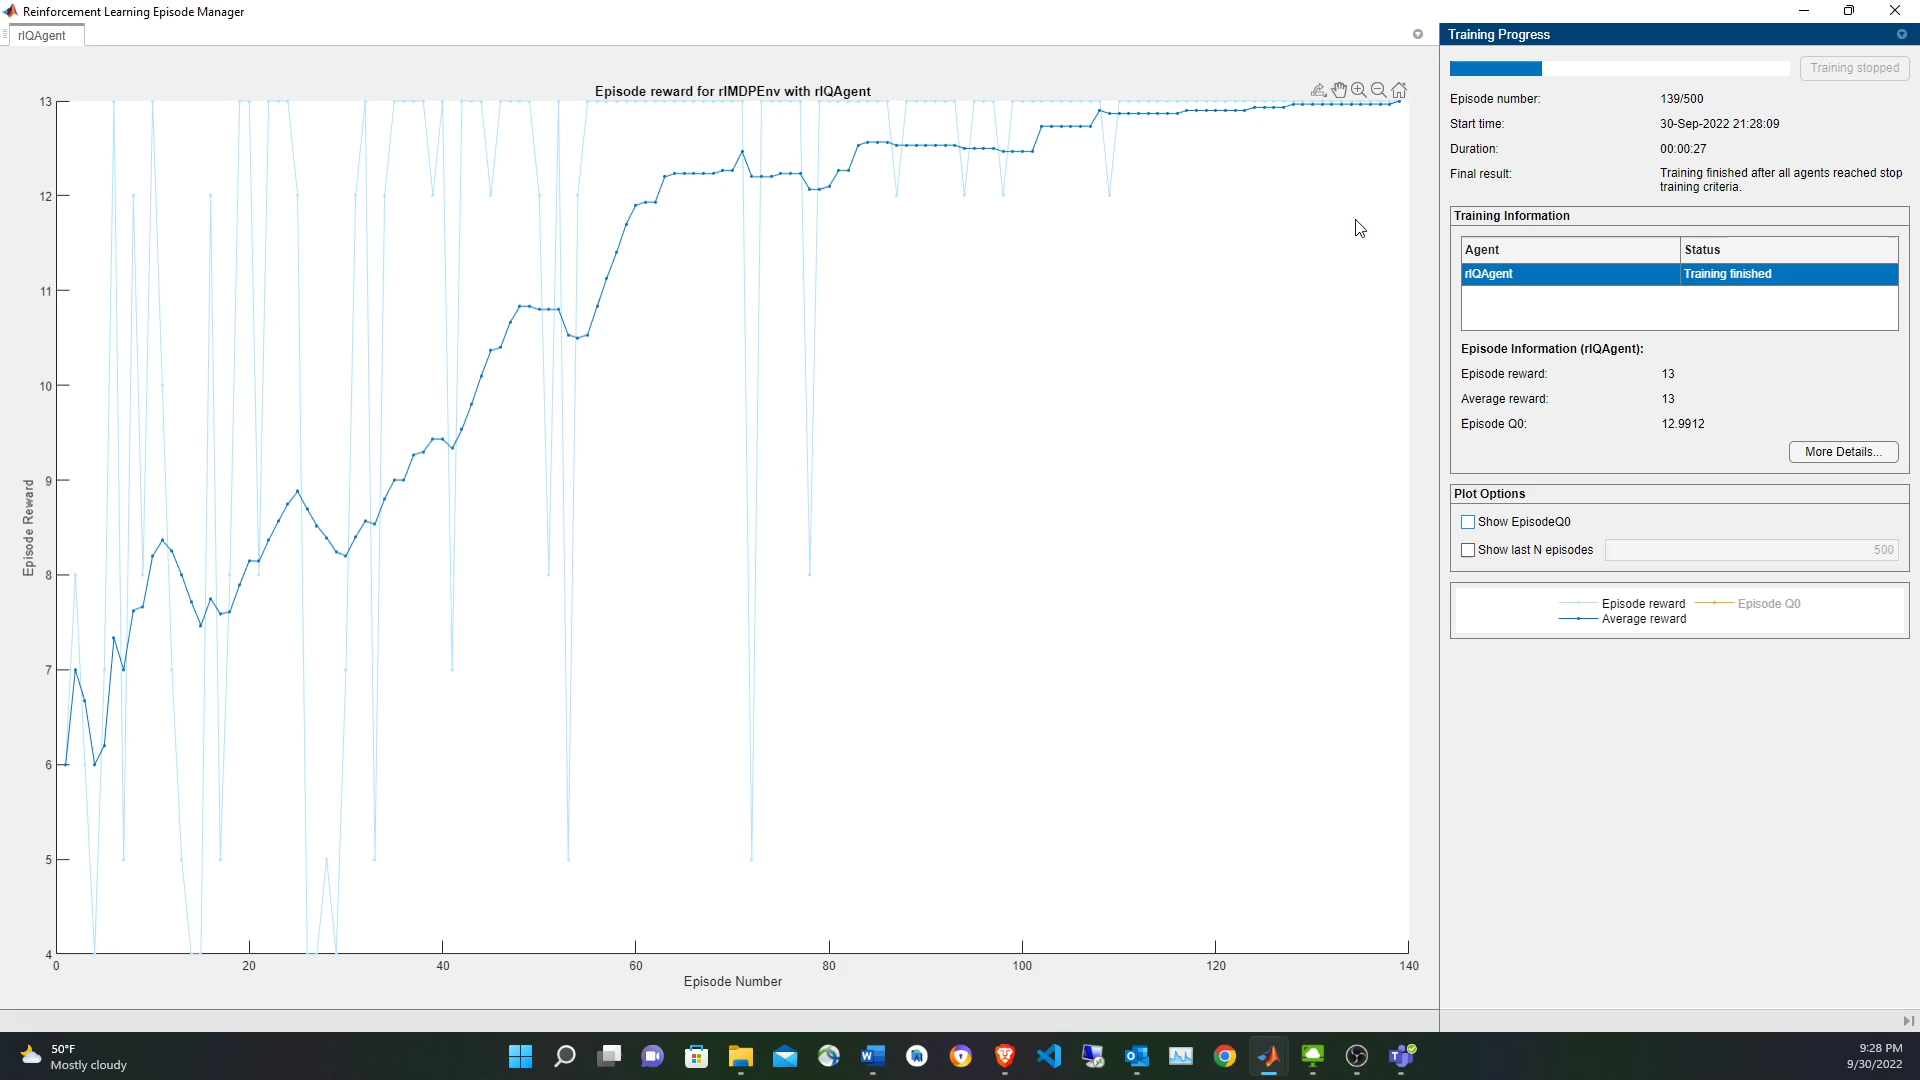 Reinforcement Learning Episode Manager
rlQAgent
Episode reward for rlMDPEnv with rlQAgent
13
12
11
10
9
8
7
6
5
4
Episode Reward
0 20 40 60 80 100 120 140
Episode Number
Training Progress
Training stopped
Episode number: 139/500
Start time: 30-Sep-2022 21:28:09
Duration: 00:00:27
Final result: Training finished after all agents reached stop
training criteria.
Training Information
Agent Status
rlQAgent Training finished
Episode Information (rlQAgent):
Episode reward: 13
Average reward: 13
Episode Q0: 12.9912
More Details...
Plot Options
Show EpisodeQ0
Show last N episodes 500
Episode reward Episode Q0
Average reward
50°F
Mostly cloudy
9:28 PM
9/30/2022